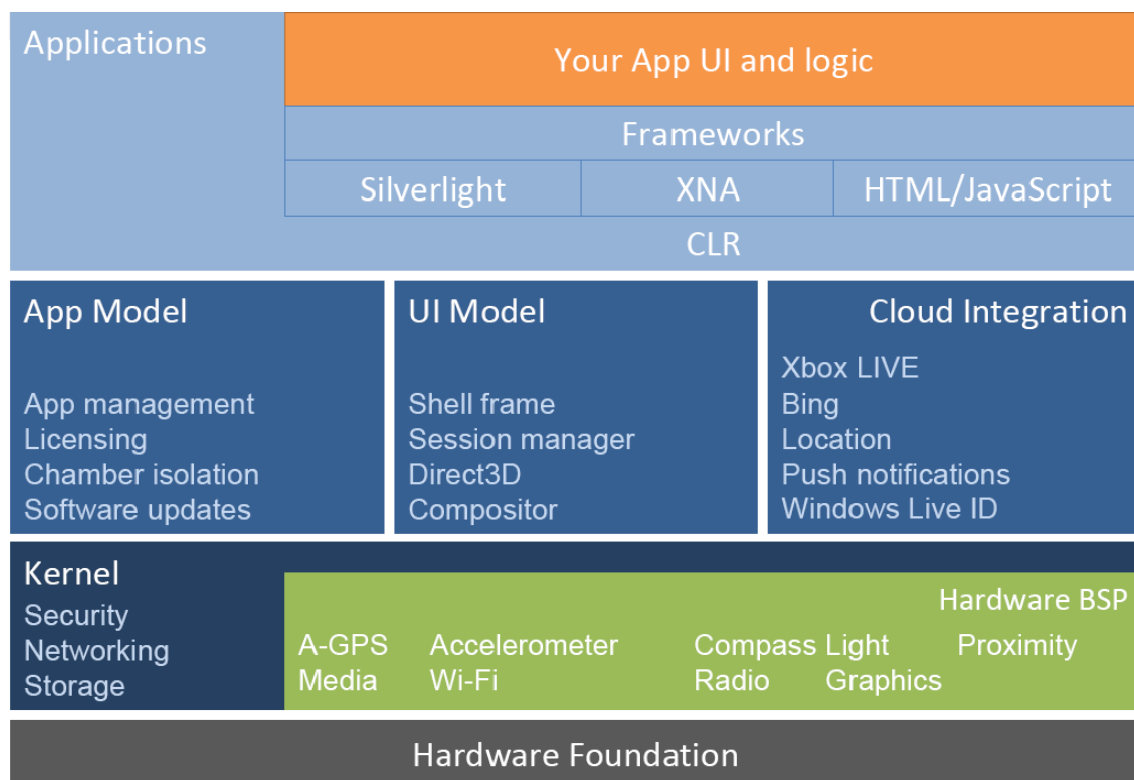 Applications
Your App UI and logic
Frameworks
Silverlight
XNA
HTML/JavaScript
CLR
App Model
App management
Licensing
Chamber isolation
Software updates
UI Model
Shell frame
Session manager
Direct3D
Compositor
Cloud Integration
Xbox LIVE
Bing
Location
Push notifications
Windows Live ID
Kernel
Security
Networking
Storage
Hardware BSP
A-GPS Accelerometer Compass Light Proximity
Media Wi-Fi Radio Graphics
Hardware Foundation